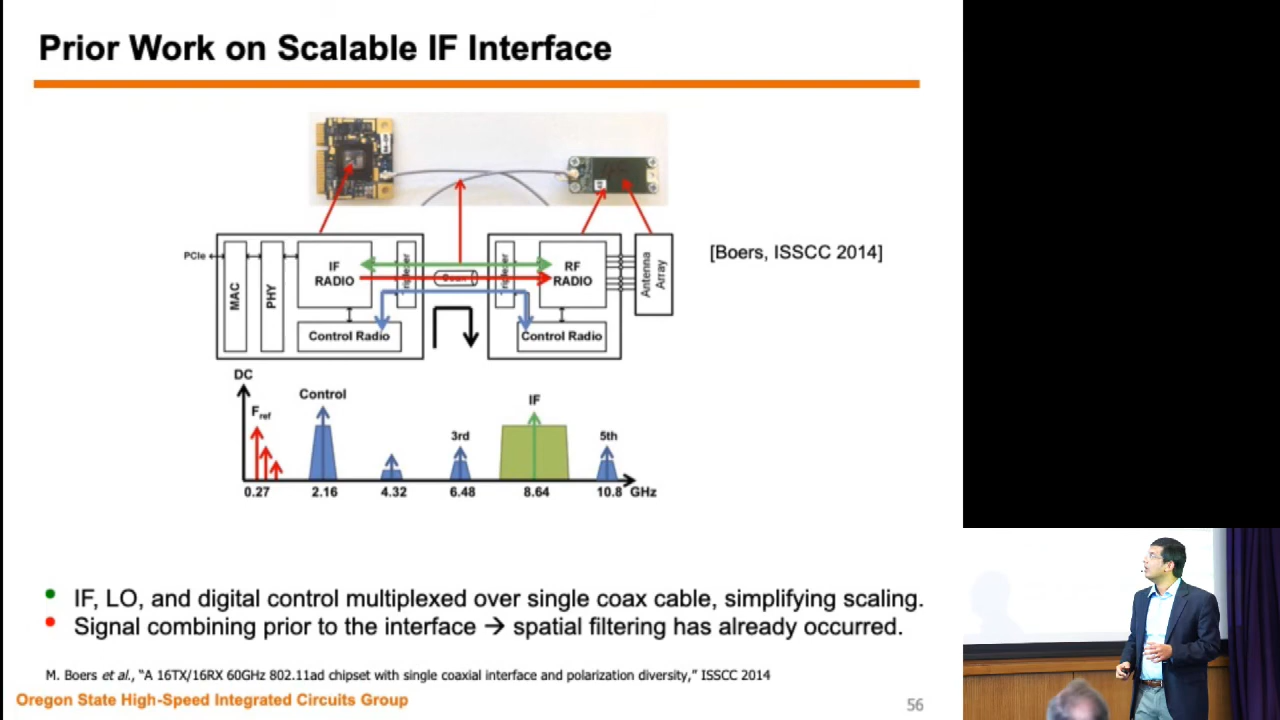 Prior Work on Scalable IF Interface
[Boers, ISSCC 2014]
PCIe
MAC
PHY
IF
RADIO
Control Radio
RF
RADIO
Control Radio
Antenna
Array
DC
Fref
Control
3rd
IF
5th
0.27 2.16 4.32 6.48 8.64 10.8 GHz
• IF, LO, and digital control multiplexed over single coax cable, simplifying scaling.
• Signal combining prior to the interface → spatial filtering has already occurred.
M. Boers et al., “A 16TX/16RX 60GHz 802.11ad chipset with single coaxial interface and polarization diversity,” ISSCC 2014
Oregon State High-Speed Integrated Circuits Group
56